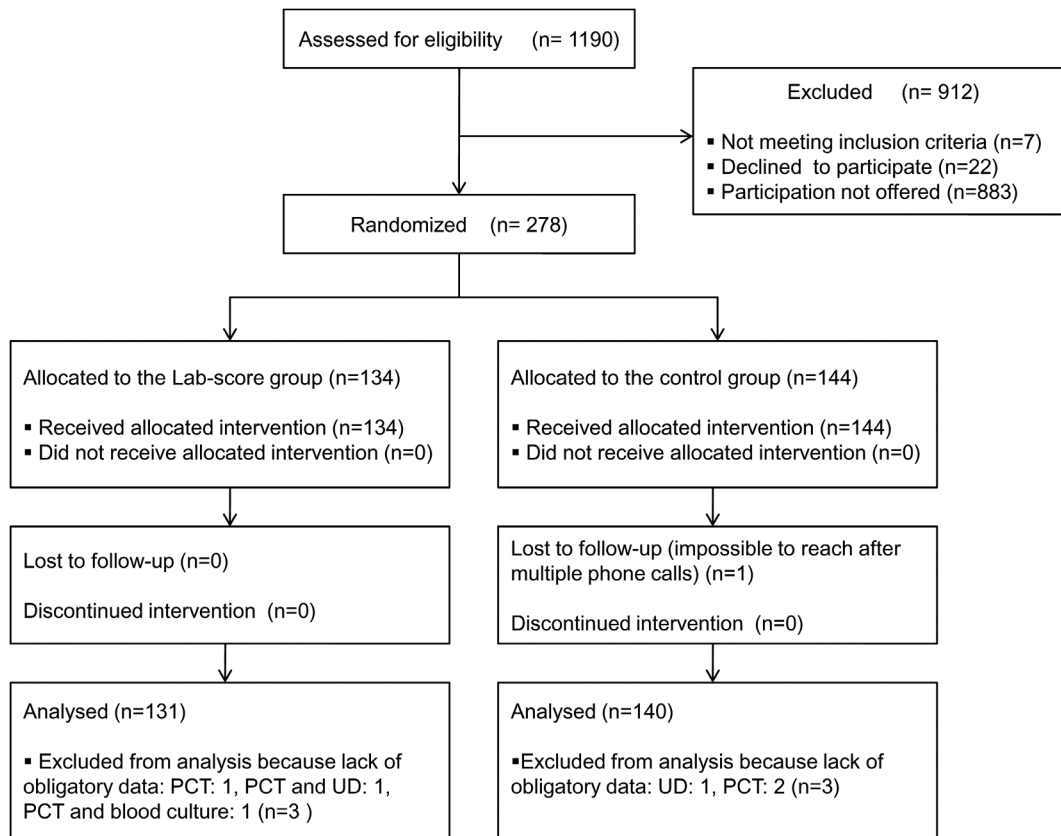 Assessed for eligibility (n= 1190)
Excluded (n= 912)
▪ Not meeting inclusion criteria (n=7)
▪ Declined to participate (n=22)
▪ Participation not offered (n=883)
Randomized (n= 278)
Allocated to the Lab-score group (n=134)
▪ Received allocated intervention (n=134)
▪ Did not receive allocated intervention (n=0)
Allocated to the control group (n=144)
▪ Received allocated intervention (n=144)
▪ Did not receive allocated intervention (n=0)
Lost to follow-up (n=0)
Discontinued intervention (n=0)
Lost to follow-up (impossible to reach after
multiple phone calls) (n=1)
Discontinued intervention (n=0)
Analysed (n=131)
▪ Excluded from analysis because lack of
obligatory data: PCT: 1, PCT and UD: 1,
PCT and blood culture: 1 (n=3 )
Analysed (n=140)
▪Excluded from analysis because lack of
obligatory data: UD: 1, PCT: 2 (n=3)